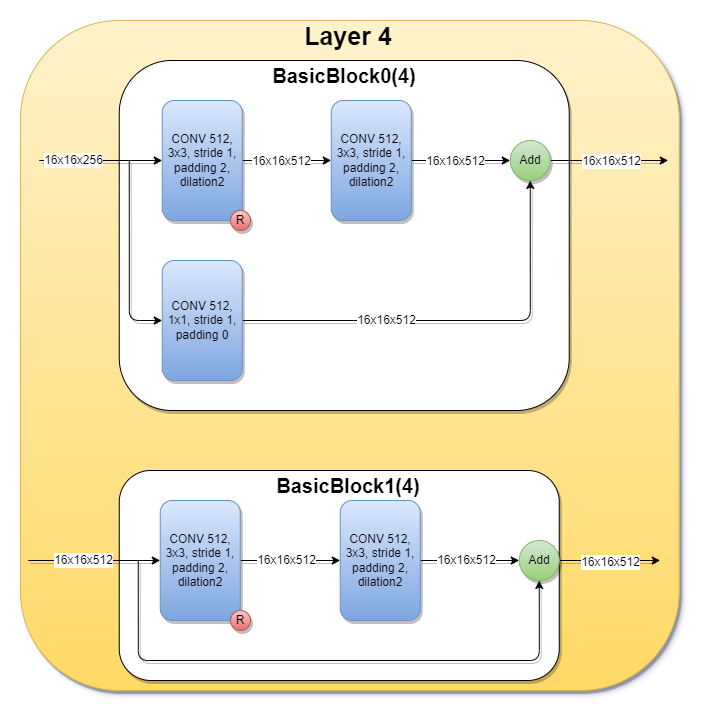 Layer 4
BasicBlock0(4)
16x16x256
CONV 512,
3x3, stride 1,
padding 2,
dilation2
R
16x16x512
CONV 512,
3x3, stride 1,
padding 2,
dilation2
16x16x512
Add
16x16x512
CONV 512,
1x1, stride 1,
padding 0
16x16x512
BasicBlock1(4)
16x16x512
CONV 512,
3x3, stride 1,
padding 2,
dilation2
R
16x16x512
CONV 512,
3x3, stride 1,
padding 2,
dilation2
16x16x512
Add
16x16x512